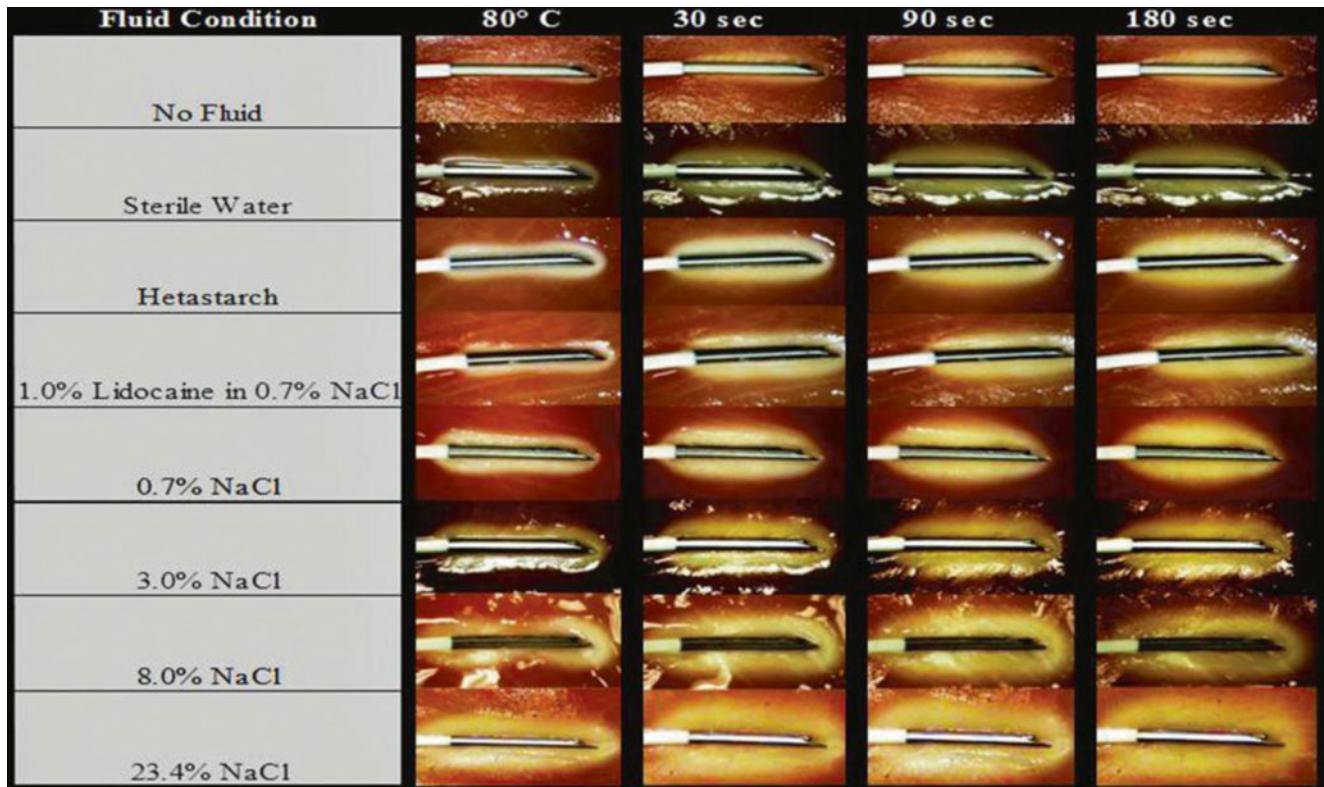 Fluid Condition 80° C 30 sec 90 sec 180 sec
No Fluid
Sterile Water
Hetastarch
1.0% Lidocaine in 0.7% NaCl
0.7% NaCl
3.0% NaCl
8.0% NaCl
23.4% NaCl